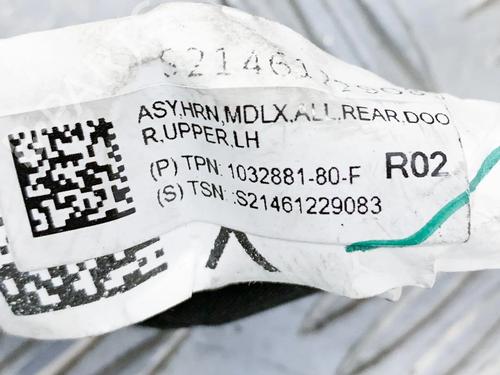 ASY,HRN,MDLX,ALL,REAR,DOO
R,UPPER,LH
(P) TPN: 1032881-80-F R02
(S) TSN: :S21461229083